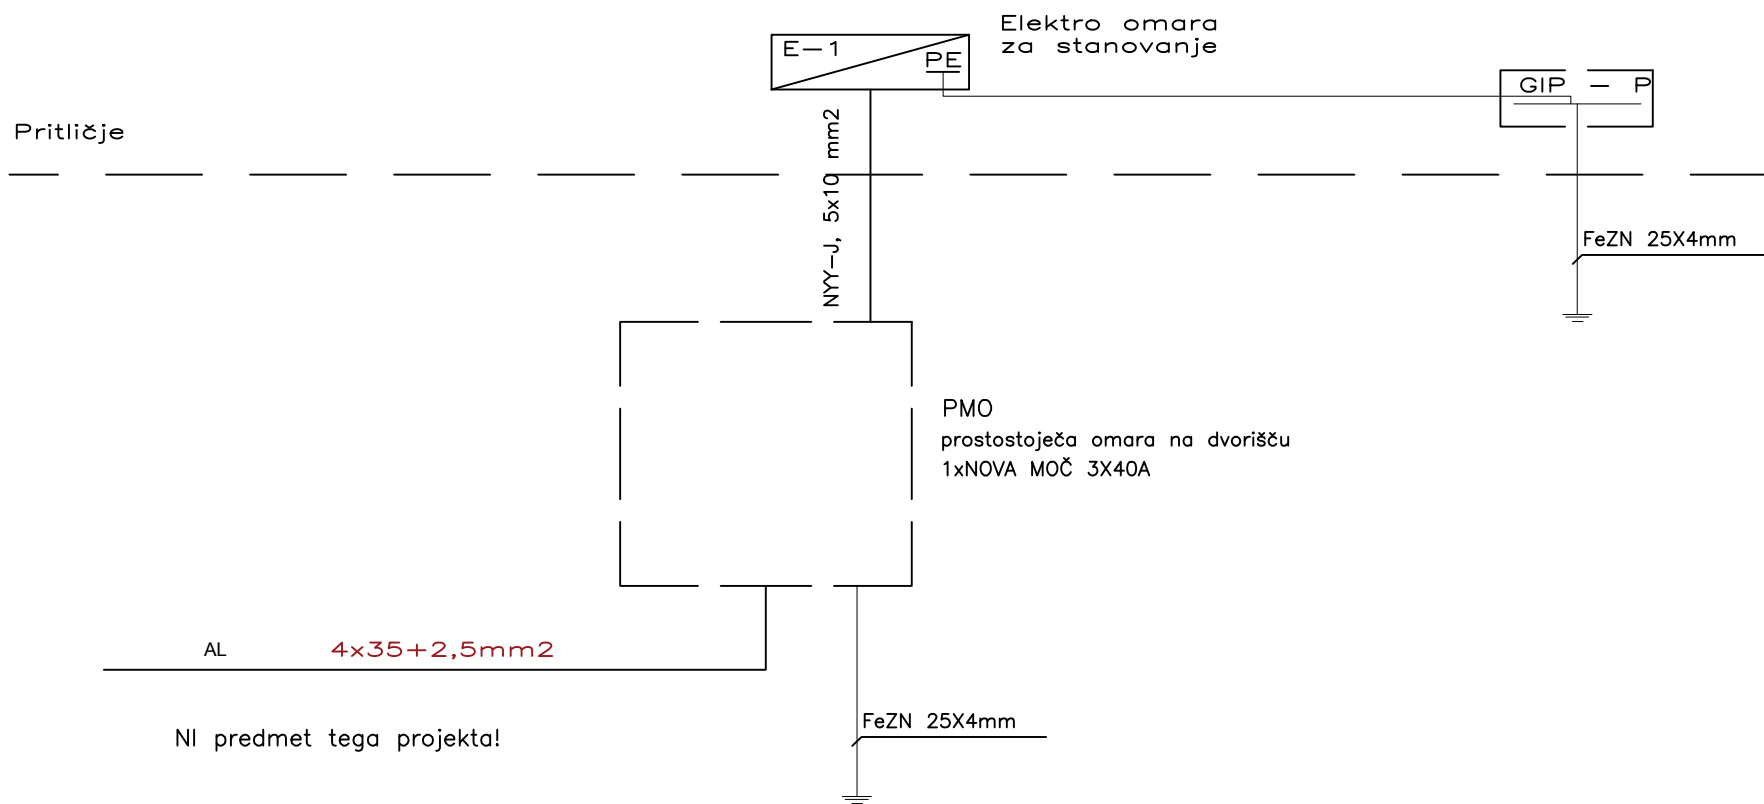 Elektro omara
za stanovanje
E-1
PE
GIP - P
Pritličje
NYY-J, 5x10 mm2
FeZN 25X4mm
PMO
prostostoječa omara na dvorišču
1xNOVA MOČ 3X40A
AL 4x35+2,5mm2
FeZN 25X4mm
NI predmet tega projekta!